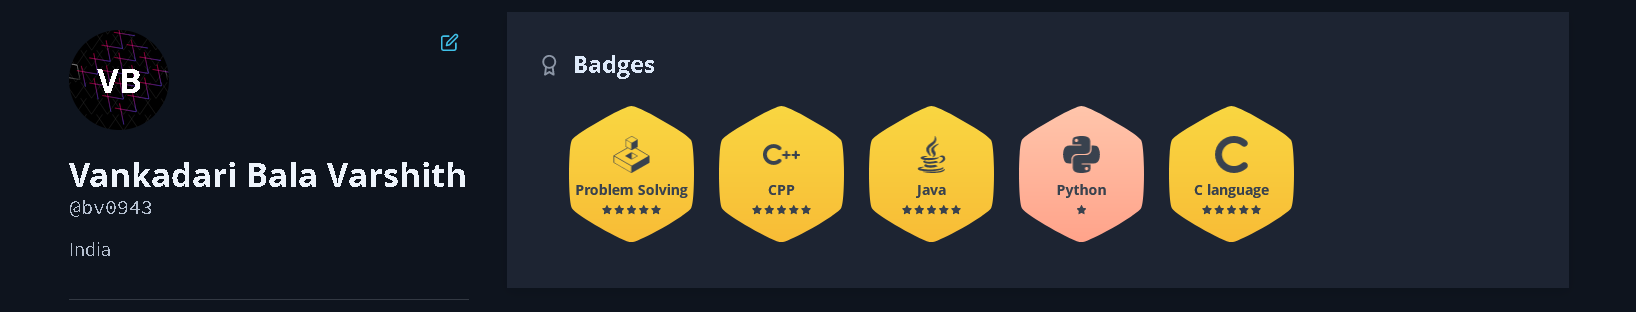 VB
Vankadari Bala Varshith
@bv0943
India
Badges
Problem Solving
C++
CPP
Java
Python
C
C language